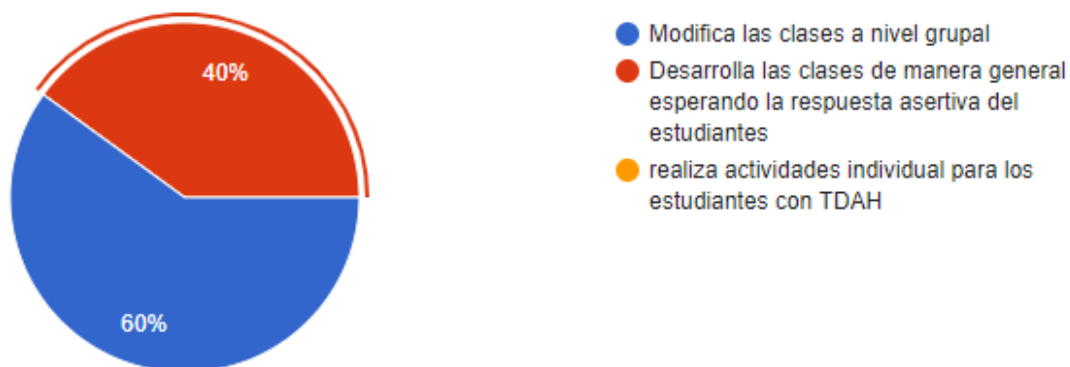 40%
60%
Modifica las clases a nivel grupal
Desarrolla las clases de manera general
esperando la respuesta asertiva del
estudiantes
realiza actividades individual para los
estudiantes con TDAH